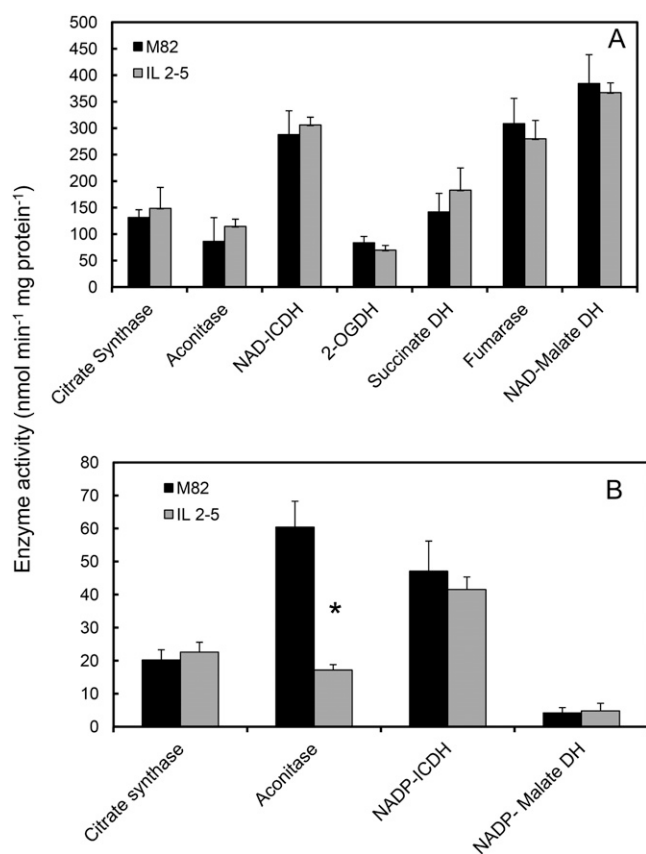 Enzyme activity (nmol min⁻¹ mg protein⁻¹)
A
M82
IL 2-5
500
450
400
350
300
250
200
150
100
50
0
Citrate Synthase
Aconitase
NAD-ICDH
2-OGDH
Succinate DH
Fumarase
NAD-Malate DH
B
M82
IL 2-5
80
70
60
50
40
30
20
10
0
*
Citrate synthase
Aconitase
NADP-ICDH
NADP- Malate DH